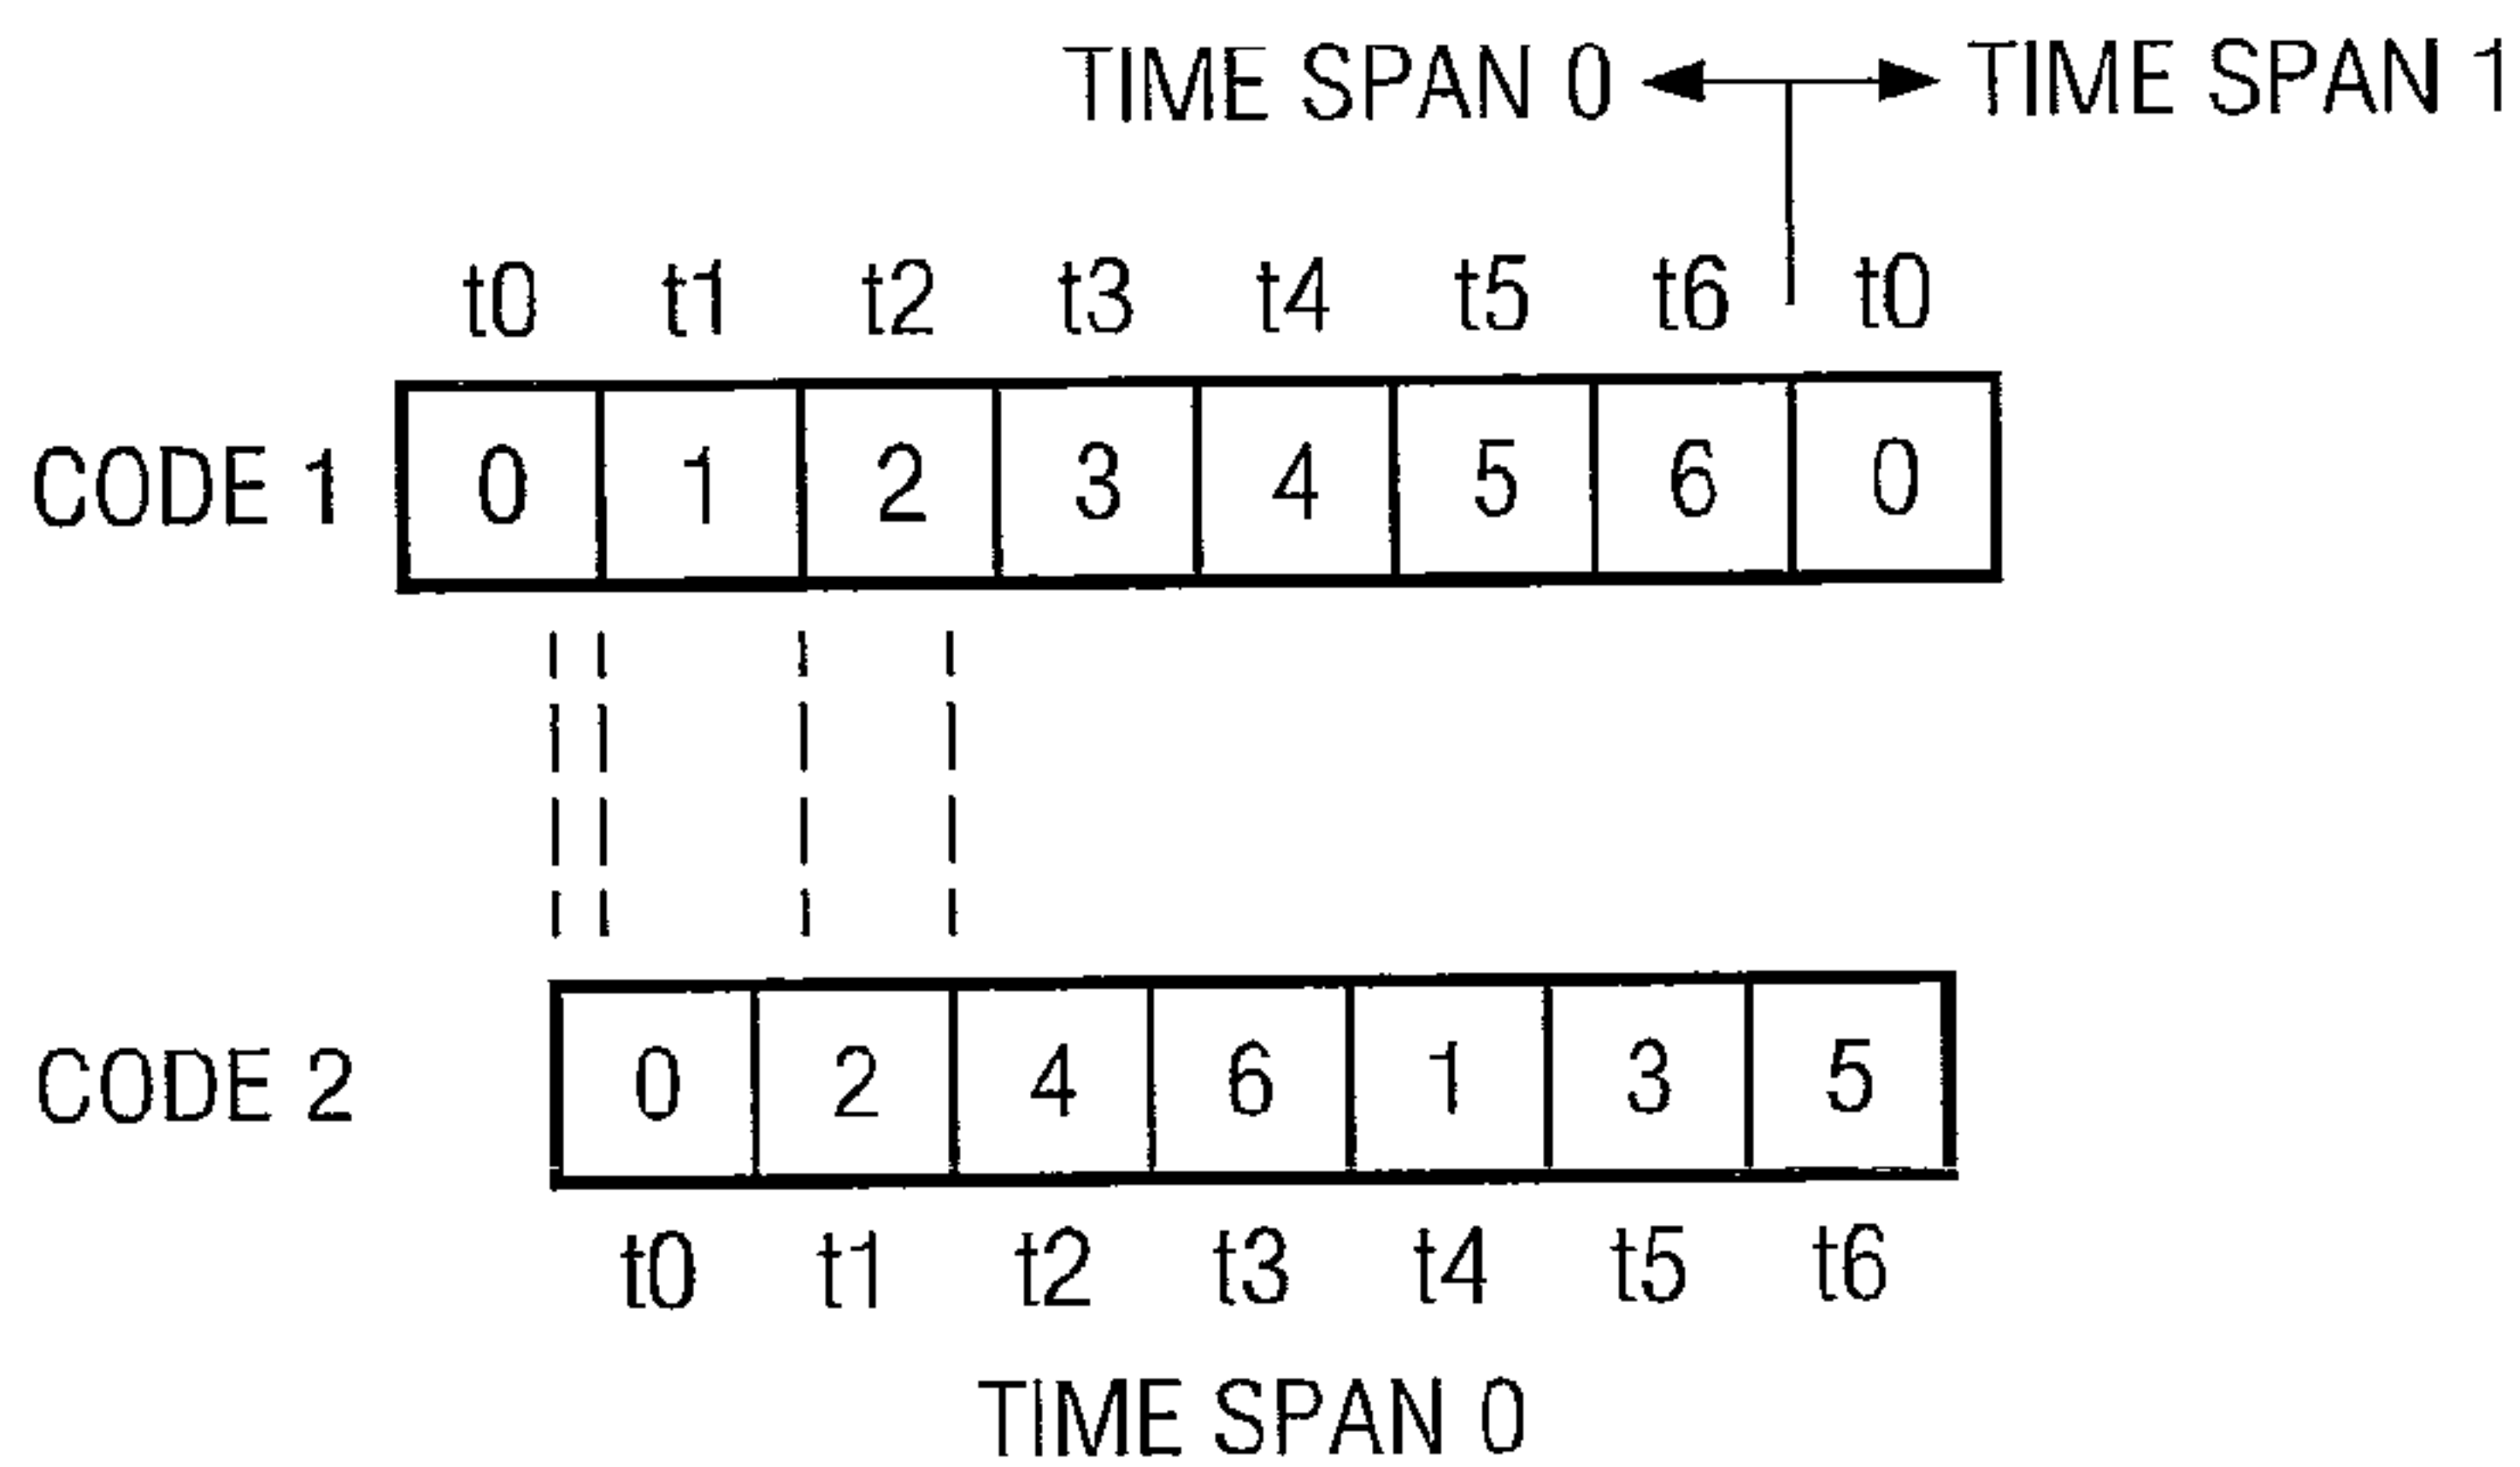 TIME SPAN 0 TIME SPAN 1
t0 t1 t2 t3 t4 t5 t6 t0
CODE 1 0 1 2 3 4 5 6 0
CODE 2 0 2 4 6 1 3 5
t0 t1 t2 t3 t4 t5 t6
TIME SPAN 0